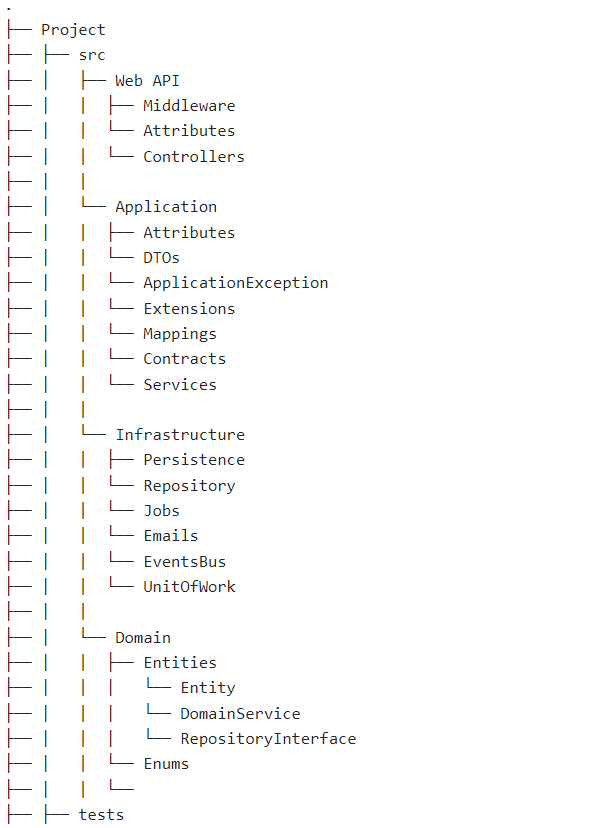 .
├── Project
├── ├── src
├── │   ├── Web API
├── │   │  ├── Middleware
├── │   │  └── Attributes
├── │   │  └── Controllers
├── │   │
├── │   └── Application
├── │   │  ├── Attributes
├── │   │  └── DTOs
├── │   │  └── ApplicationException
├── │   │  └── Extensions
├── │   │  └── Mappings
├── │   │  └── Contracts
├── │   │  └── Services
├── │   │
├── │   └── Infrastructure
├── │   │  ├── Persistence
├── │   │  └── Repository
├── │   │  └── Jobs
├── │   │  └── Emails
├── │   │  └── EventsBus
├── │   │  └── UnitOfWork
├── │   │
├── │   └── Domain
├── │   │  ├── Entities
├── │   │  │   └── Entity
├── │   │  │   └── DomainService
├── │   │  │   └── RepositoryInterface
├── │   │  └── Enums
├── │   │  └──
├── ├── tests